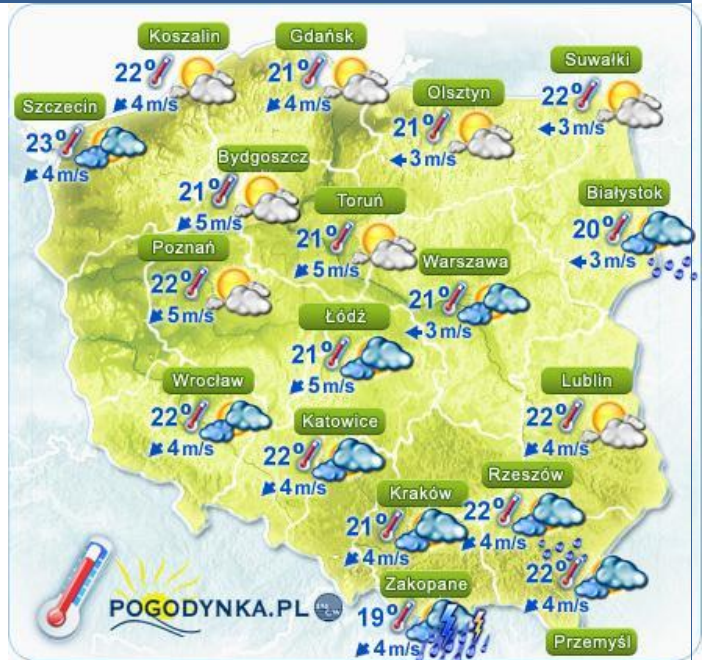 Koszalin
22°
4 m/s
Gdańsk
21°
4 m/s
Suwałki
22°
3 m/s
Szczecin
23°
4 m/s
Olsztyn
21°
3 m/s
Bydgoszcz
21°
5 m/s
Toruń
21°
5 m/s
Białystok
20°
3 m/s
Poznań
22°
5 m/s
Warszawa
21°
3 m/s
Łódź
21°
5 m/s
Wrocław
22°
4 m/s
Katowice
22°
4 m/s
Lublin
22°
4 m/s
Kraków
21°
4 m/s
Rzeszów
22°
4 m/s
Zakopane
19°
4 m/s
22°
4 m/s
Przemyśl
POGODYNKA.PL